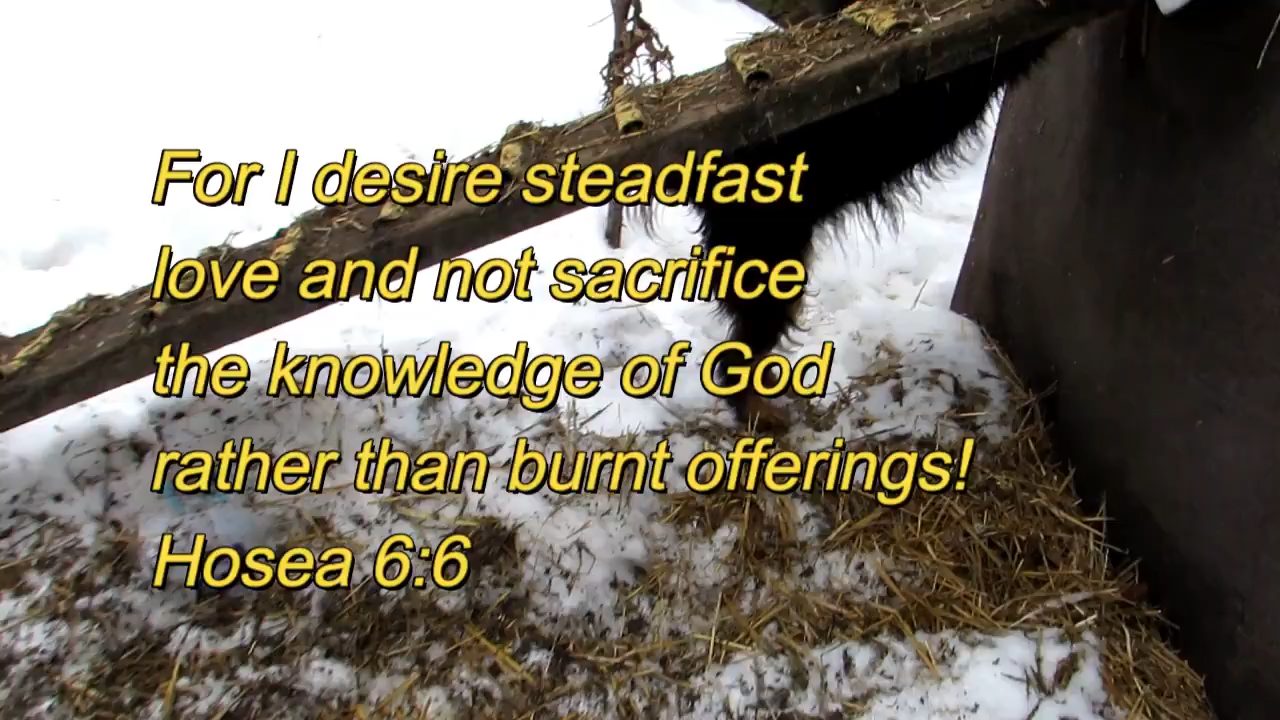 For I desire steadfast
love and not sacrifice
the knowledge of God
rather than burnt offerings!
Hosea 6:6